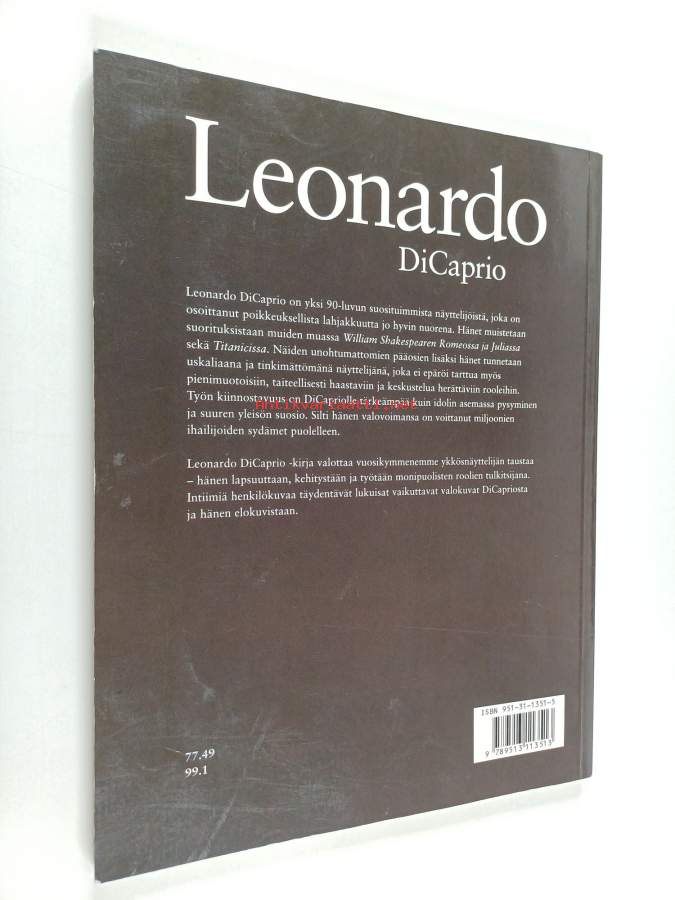 Leonardo
DiCaprio
Leonardo DiCaprio on yksi 90-luvun suosituimmista näyttelijöistä, joka on
osoittanut poikkeuksellista lahjakkuutta jo hyvin nuorena. Hänet muistetaan
suorituksistaan muiden muassa William Shakespearen Romeossa ja Juliassa
sekä Titanicissa. Näiden unohtumattomien pääosien lisäksi hänet tunnetaan
uskaliaana ja tinkimättömänä näyttelijänä, joka ei epäröi tarttua myös
pienimuotoisiin, taiteellisesti haastaviin ja keskustelua herättäviin rooleihin.
Työn kiinnostavuus on DiCapriolle tärkeämpää kuin idolin asemassa pysyminen
antikvariaatti.net
ja suuren yleisön suosio. Silti hänen valovoimansa on voittanut miljoonien
ihailijoiden sydämet puolelleen.
Leonardo DiCaprio -kirja valottaa vuosikymmenemme ykkösnäyttelijän taustaa
– hänen lapsuuttaan, kehitystään ja työtään monipuolisten roolien tulkitsijana.
Intiimiä henkilökuvaa täydentävät lukuisat vaikuttavat valokuvat DiCapriosta
ja hänen elokuvistaan.
ISBN 951-31-1351-5
9 789513 113513
77.49
99.1